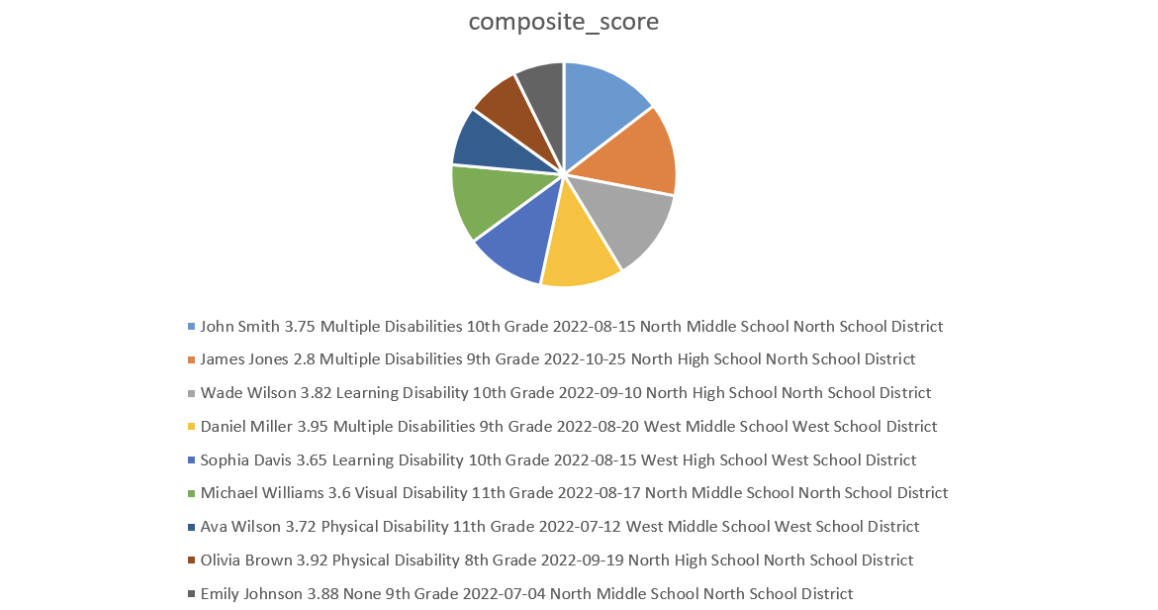 composite_score
John Smith 3.75 Multiple Disabilities 10th Grade 2022-08-15 North Middle School North School District
James Jones 2.8 Multiple Disabilities 9th Grade 2022-10-25 North High School North School District
Wade Wilson 3.82 Learning Disability 10th Grade 2022-09-10 North High School North School District
Daniel Miller 3.95 Multiple Disabilities 9th Grade 2022-08-20 West Middle School West School District
Sophia Davis 3.65 Learning Disability 10th Grade 2022-08-15 West High School West School District
Michael Williams 3.6 Visual Disability 11th Grade 2022-08-17 North Middle School North School District
Ava Wilson 3.72 Physical Disability 11th Grade 2022-07-12 West Middle School West School District
Olivia Brown 3.92 Physical Disability 8th Grade 2022-09-19 North High School North School District
Emily Johnson 3.88 None 9th Grade 2022-07-04 North Middle School North School District